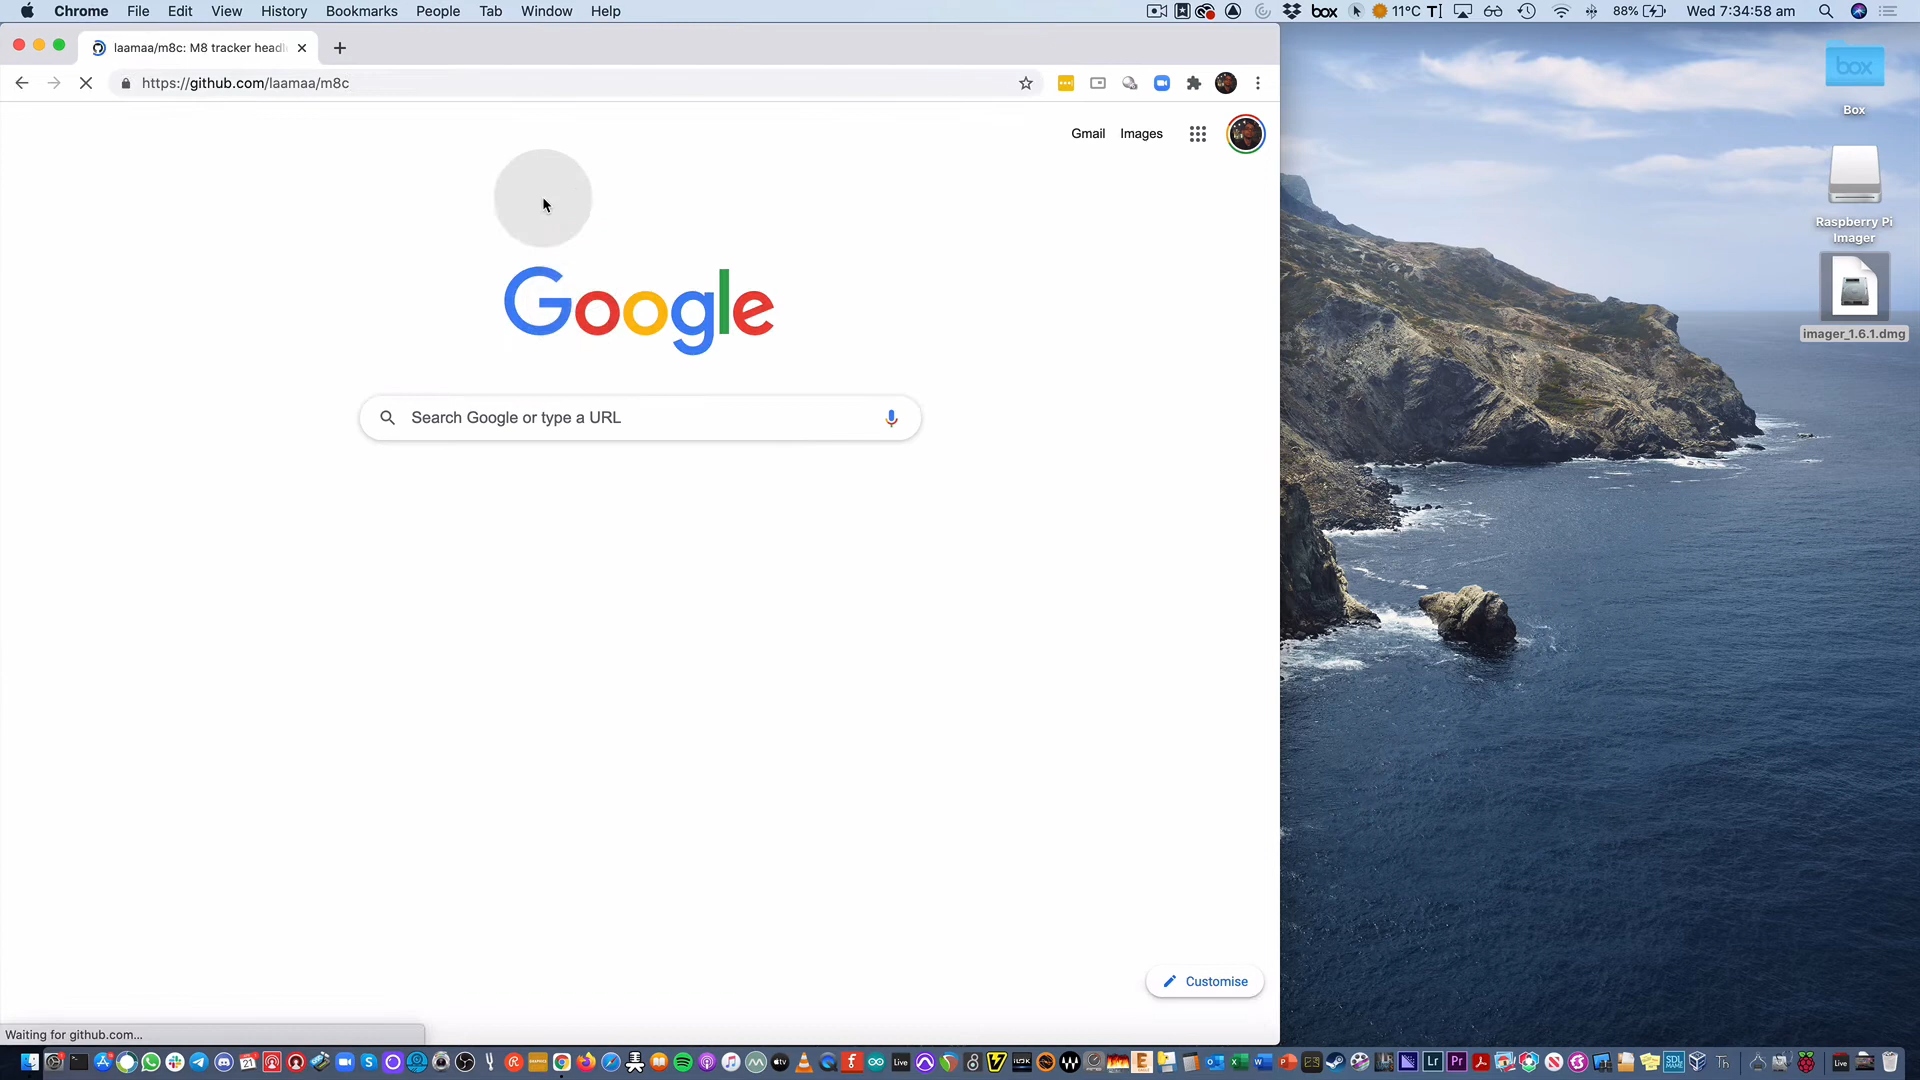 Chrome File Edit View History Bookmarks People Tab Window Help
box 11°C 88% Wed 7:34:58 am
laamaa/m8c: M8 tracker headl
https://github.com/laamaa/m8c
Gmail Images
Google
Search Google or type a URL
Customise
Waiting for github.com...
box
Box
Raspberry Pi
Imager
imager_1.6.1.dmg